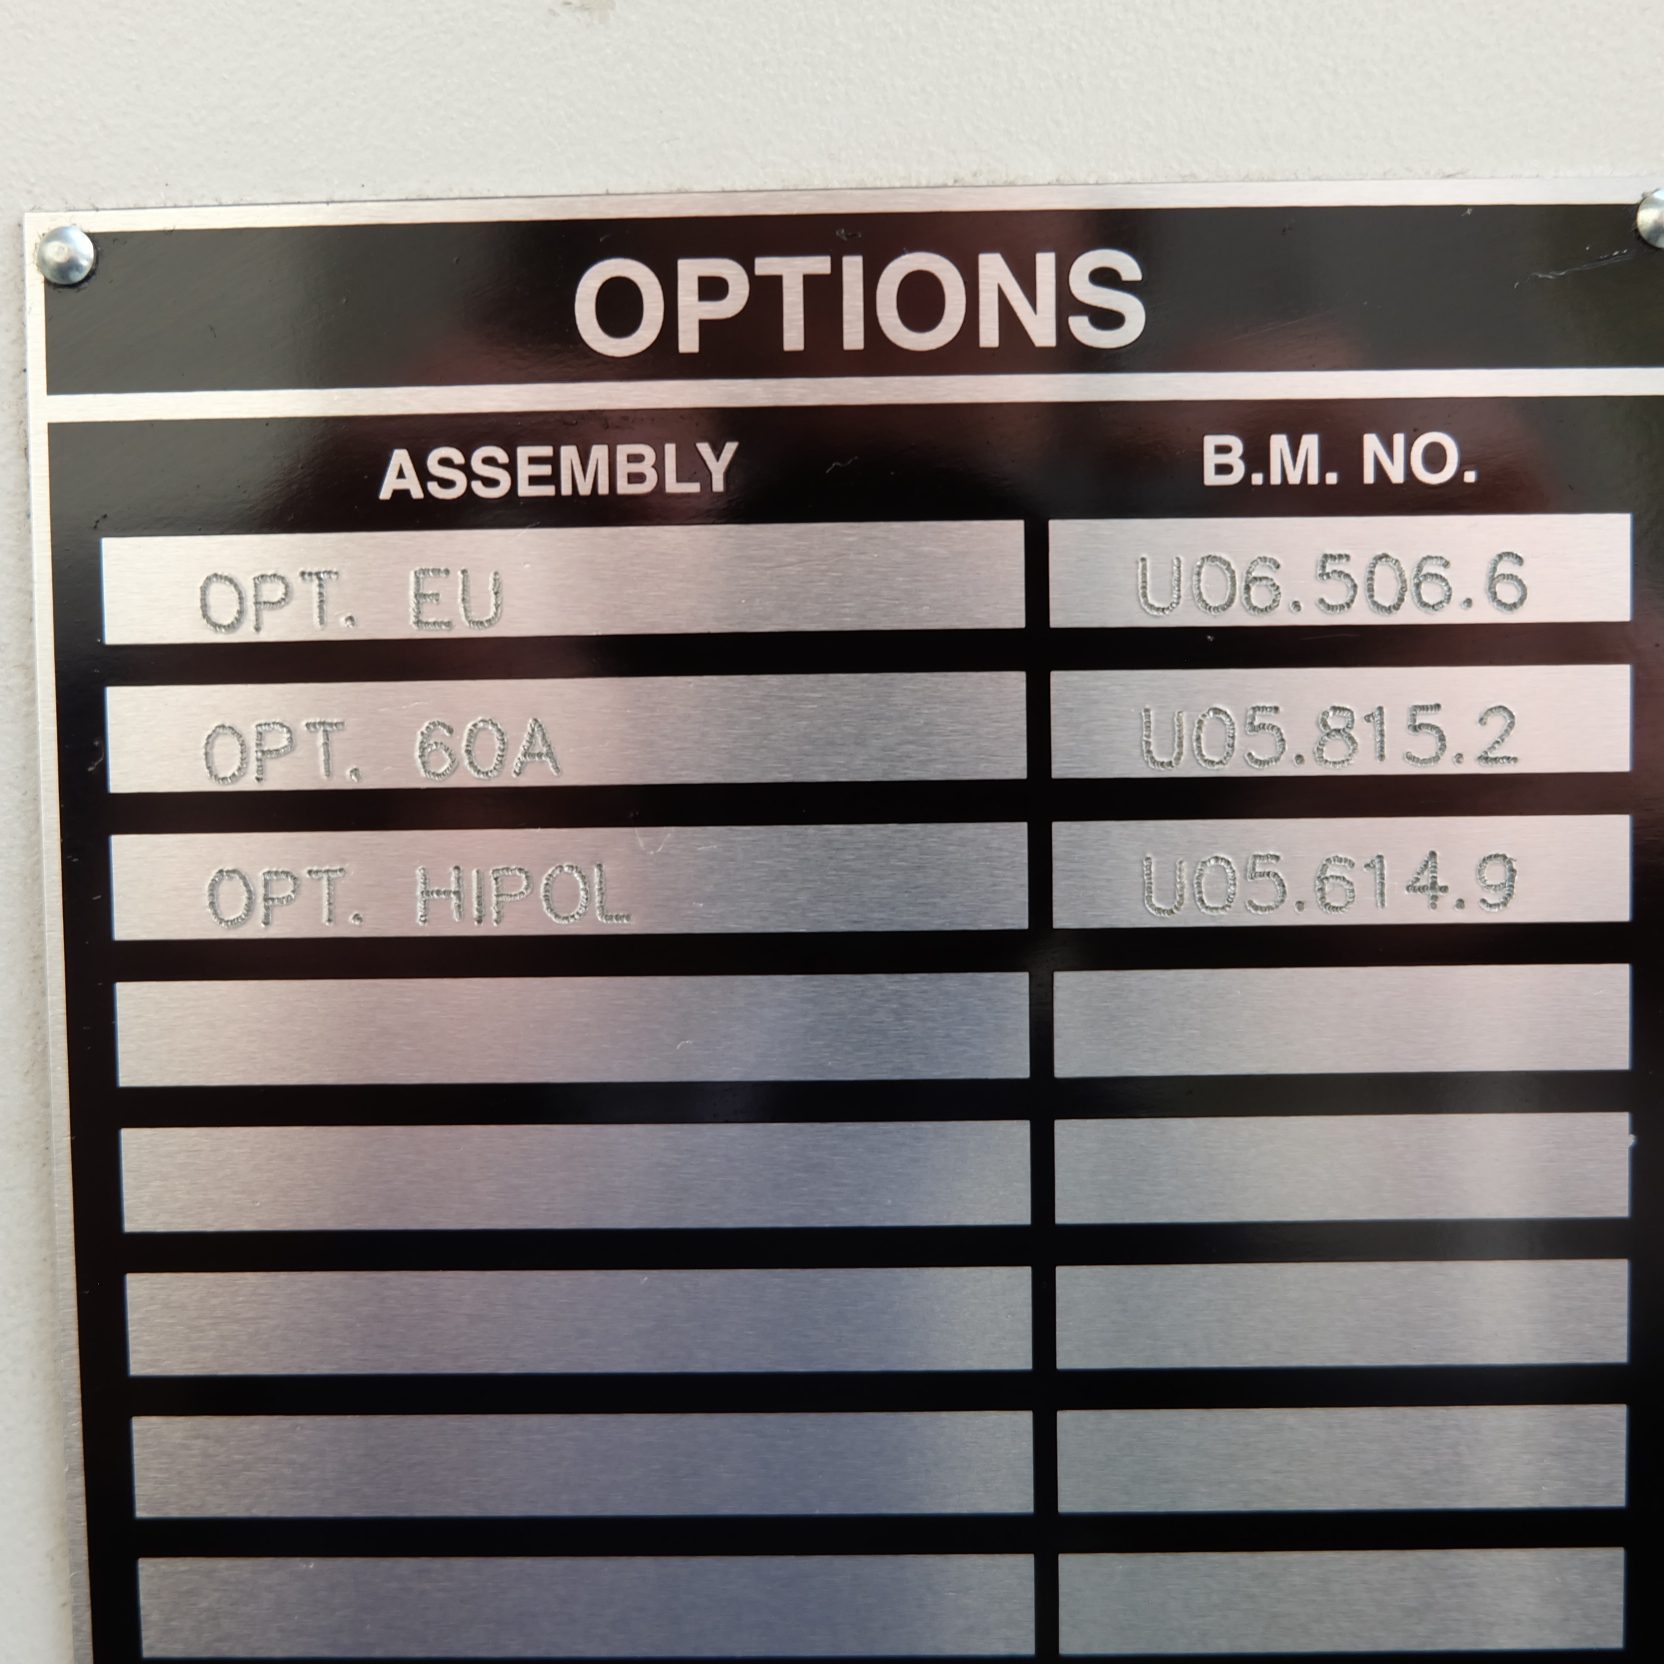 OPTIONS
ASSEMBLY B.M. NO.
OPT. EU U06.506.6
OPT. 60A U05.815.2
OPT. HIPOL U05.614.9